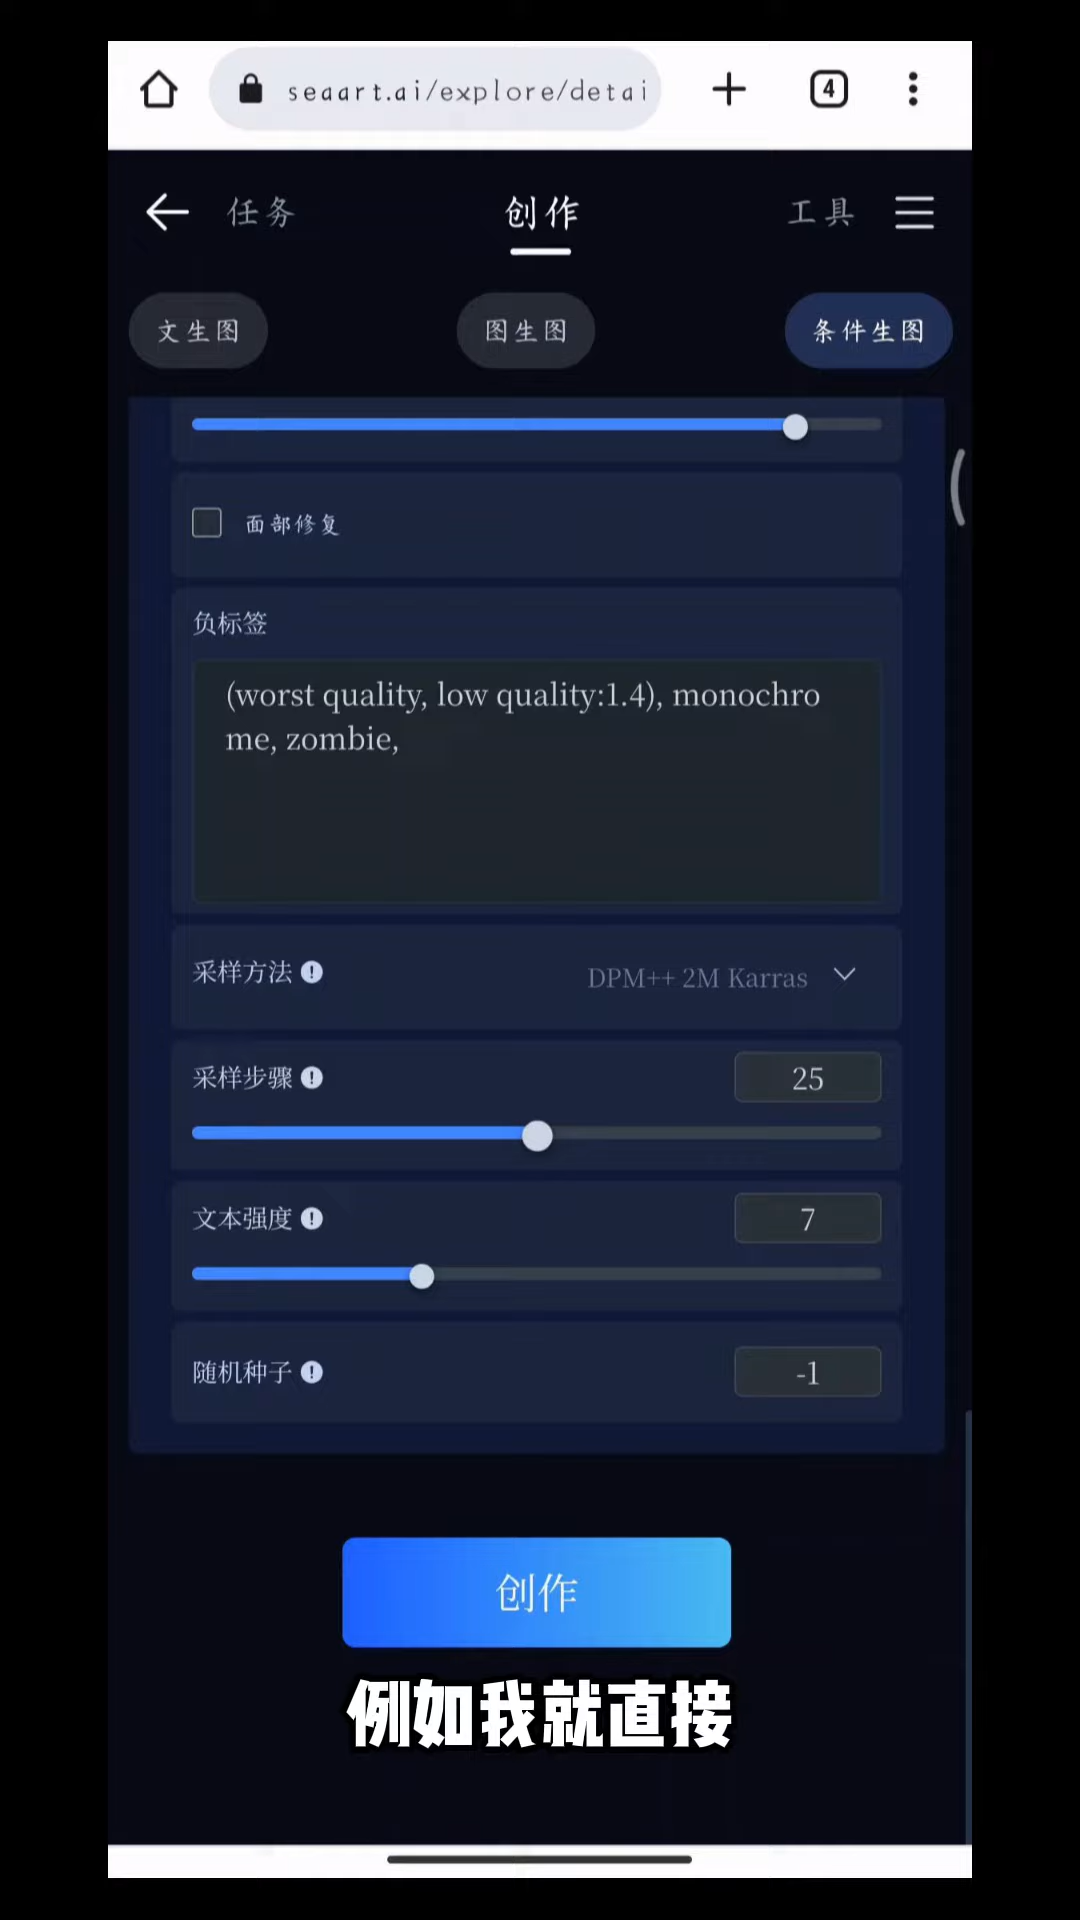 seaart.ai/explore/detai
4
任务
创作
工具
文生图
图生图
条件生图
面部修复
负标签
(worst quality, low quality:1.4), monochro
me, zombie,
采样方法
DPM++ 2M Karras
采样步骤
25
文本强度
7
随机种子
-1
创作
例如我就直接